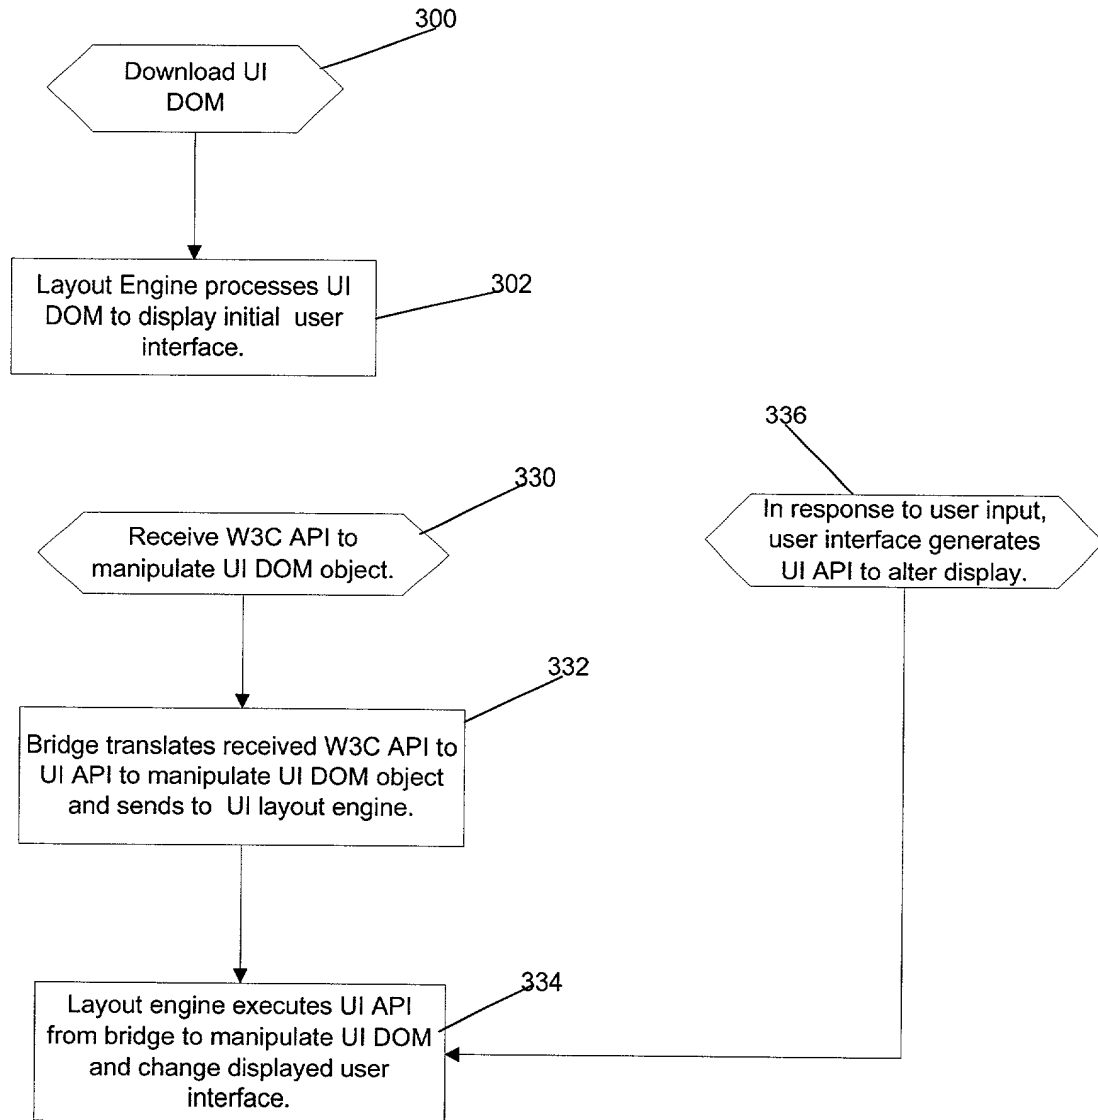 300
Download UI
DOM
302
Layout Engine processes UI
DOM to display initial user
interface.
336
330
Receive W3C API to
manipulate UI DOM object.
In response to user input,
user interface generates
UI API to alter display.
332
Bridge translates received W3C API to
UI API to manipulate UI DOM object
and sends to UI layout engine.
334
Layout engine executes UI API
from bridge to manipulate UI DOM
and change displayed user
interface.